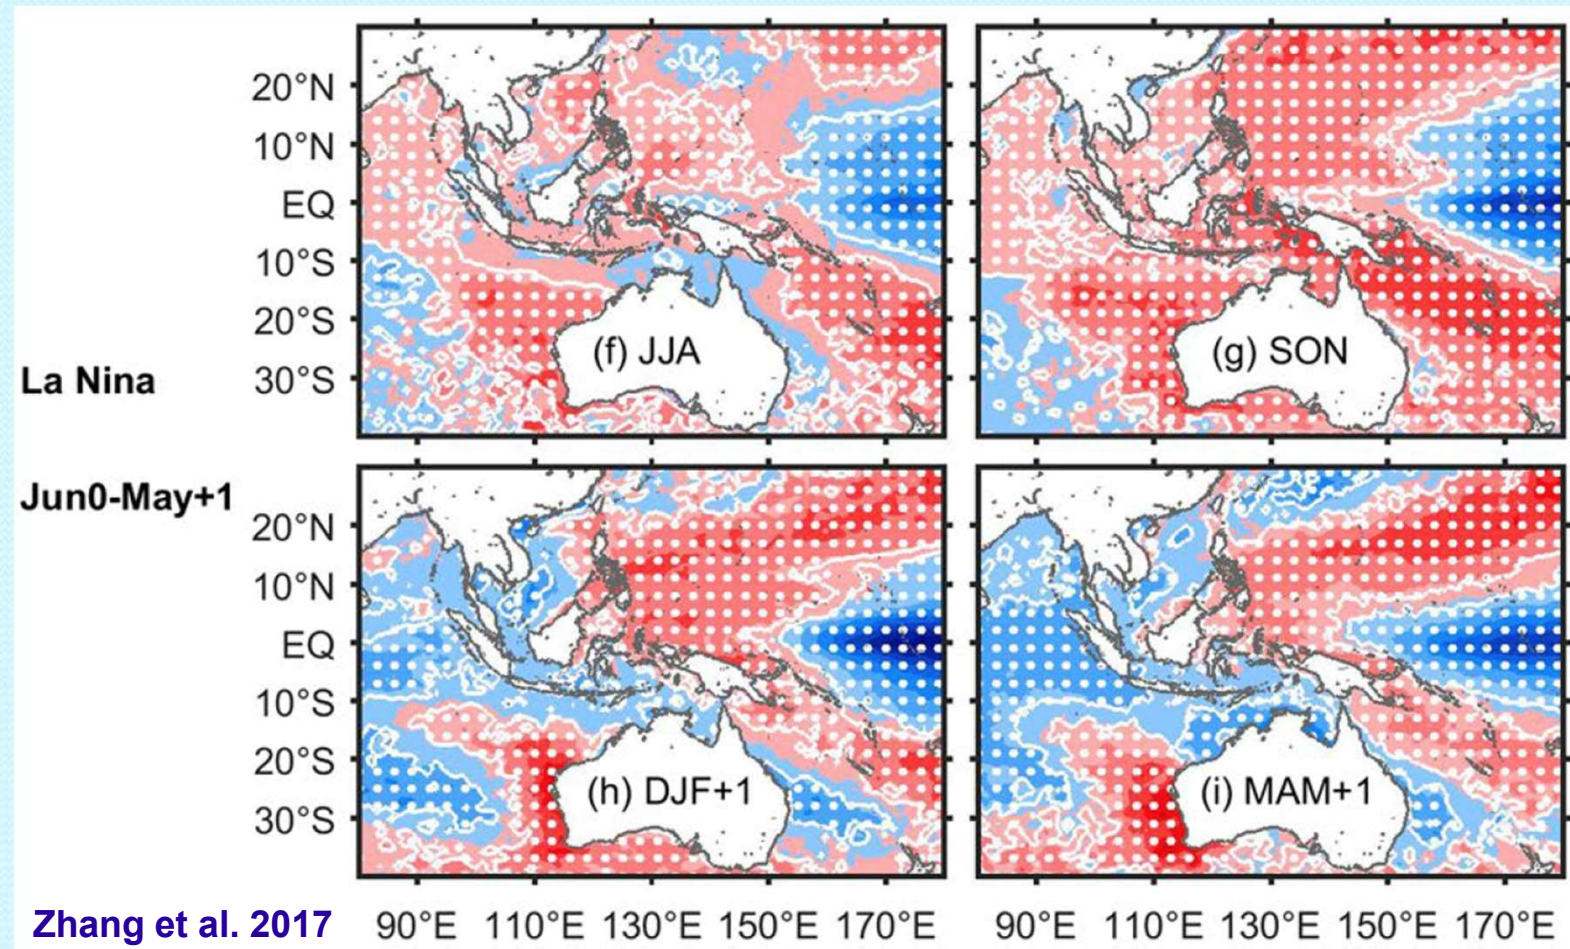 20°N
10°N
EQ
10°S
20°S
30°S
(f) JJA
(g) SON
La Nina
Jun0-May+1
20°N
10°N
EQ
10°S
20°S
30°S
(h) DJF+1
(i) MAM+1
90°E 110°E 130°E 150°E 170°E
90°E 110°E 130°E 150°E 170°E
Zhang et al. 2017